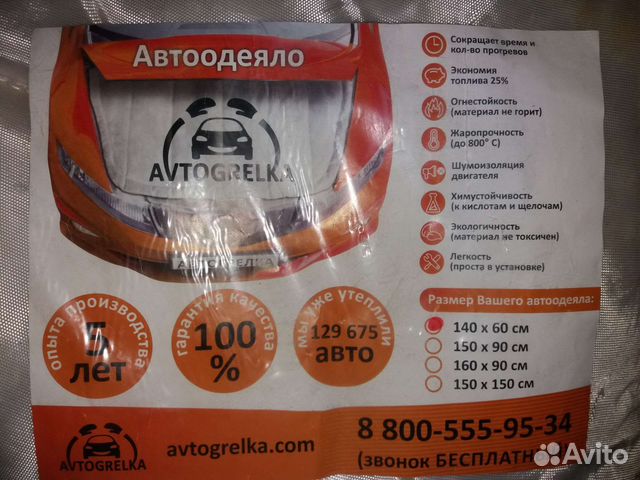 Автоодеяло
AVTOGRELKA
АВТОГРЕЛКА
Сокращает время и
кол-во прогревов
Экономия
топлива 25%
Огнестойкость
(материал не горит)
Жаропрочность
(до 800° С)
Шумоизоляция
двигателя
Химустойчивость
(к кислотам и щелочам)
Экологичность
(материал не токсичен)
Легкость
(проста в установке)
опыта производства
5
лет
гарантия качества
100
%
мы уже утеплили
129 675
авто
Размер Вашего автоодеяла:
140 х 60 см
150 х 90 см
160 х 90 см
150 х 150 см
AVTOGRELKA
avtogrelka.com
8 800-555-95-34
(звонок БЕСПЛАТН
Avito